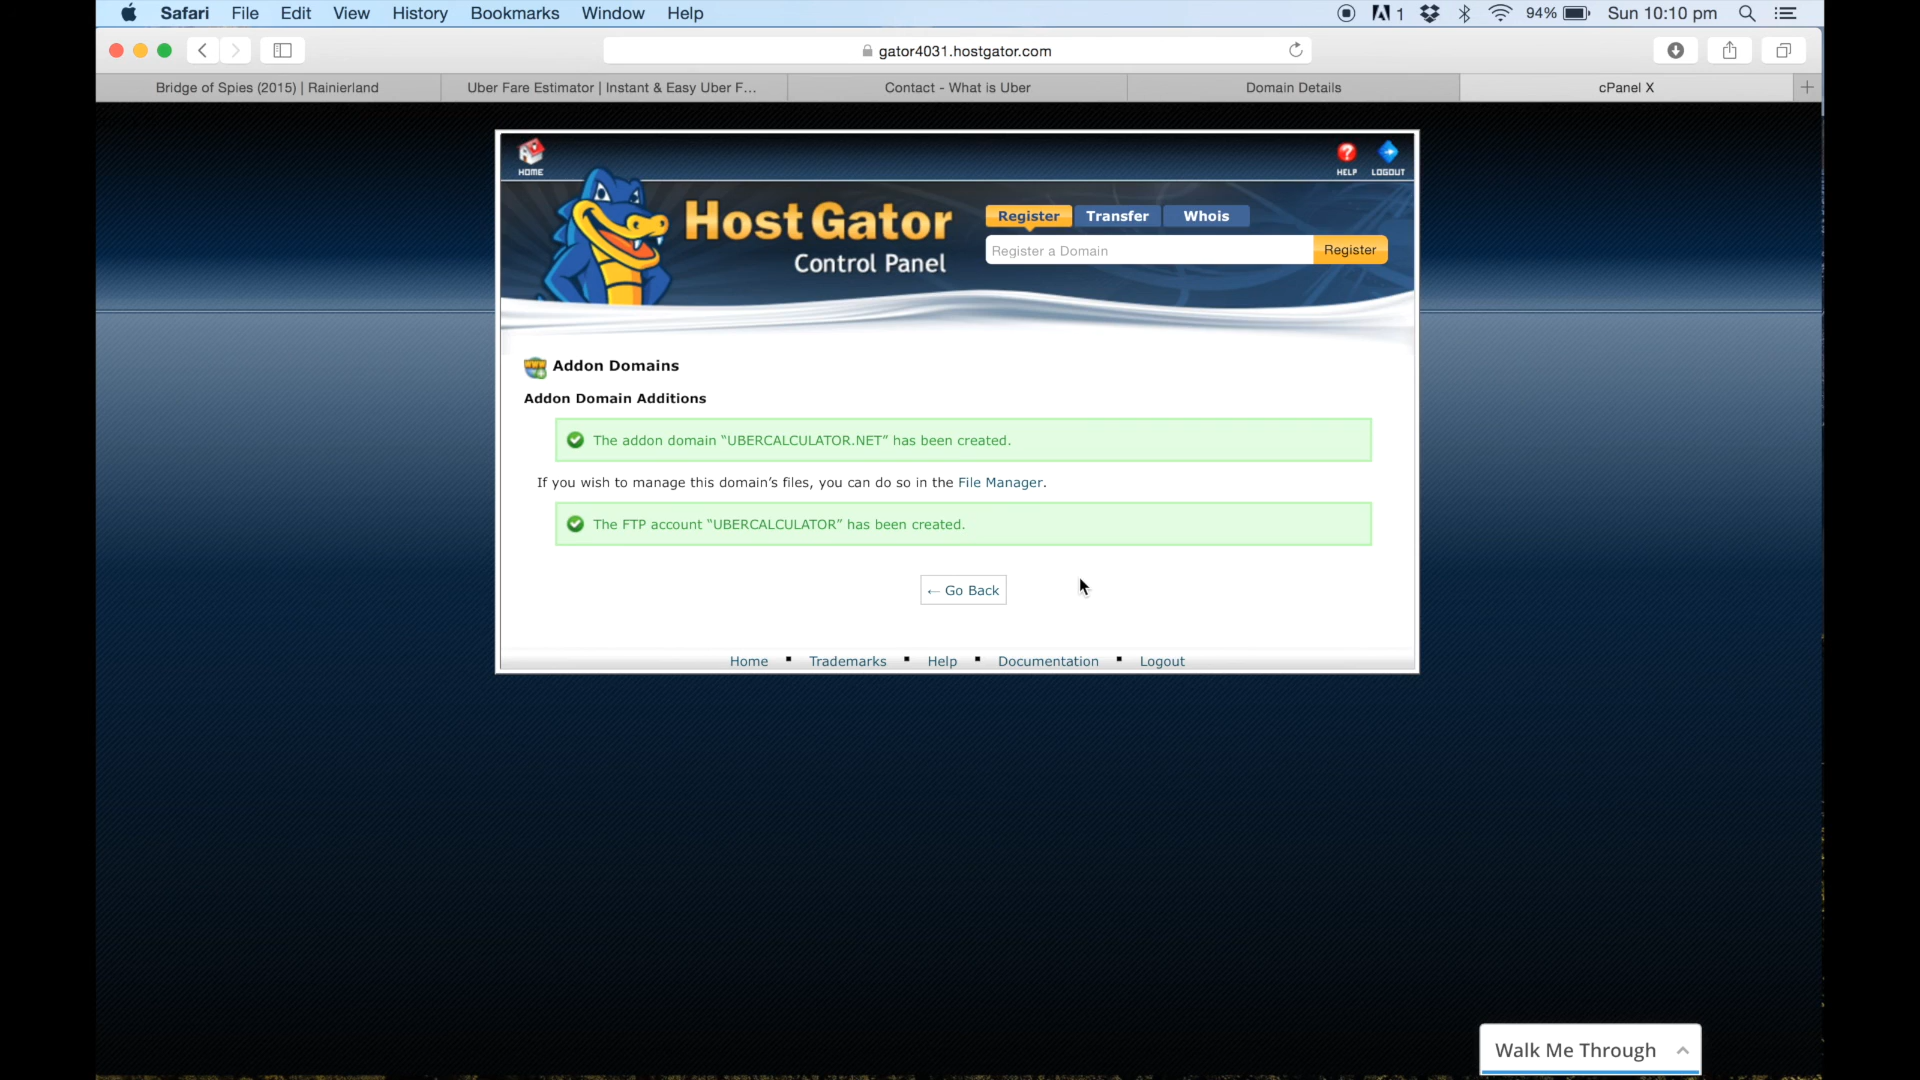 Safari File Edit View History Bookmarks Window Help 1 94% Sun 10:10 pm
gator4031.hostgator.com
Bridge of Spies (2015) | Rainierland Uber Fare Estimator | Instant & Easy Uber F... Contact - What is Uber Domain Details cPanel X
HOME HELP LOGOUT
HostGator
Control Panel
Register Transfer Whois
Register a Domain Register
Addon Domains
Addon Domain Additions
The addon domain “UBERCALCULATOR.NET” has been created.
If you wish to manage this domain’s files, you can do so in the File Manager.
The FTP account “UBERCALCULATOR” has been created.
← Go Back
Home ▪ Trademarks ▪ Help ▪ Documentation ▪ Logout
Walk Me Through